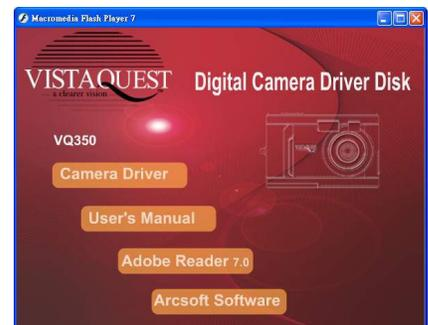 Macromedia Flash Player 7
VISTAQUEST
a clearer vision
Digital Camera Driver Disk
VQ350
Camera Driver
User's Manual
Adobe Reader 7.0
Arcsoft Software